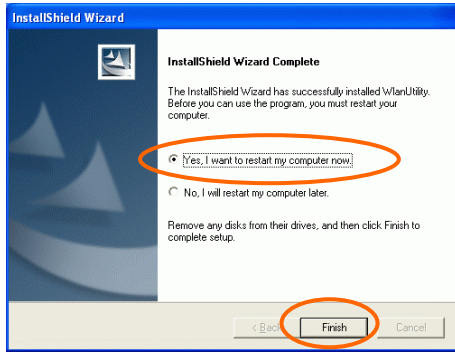 InstallShield Wizard
InstallShield Wizard Complete
The InstallShield Wizard has successfully installed WlanUtility.
Before you can use the program, you must restart your
computer.
Yes, I want to restart my computer now.
No, I will restart my computer later.
Remove any disks from their drives, and then click Finish to
complete setup.
< Back
Finish
Cancel